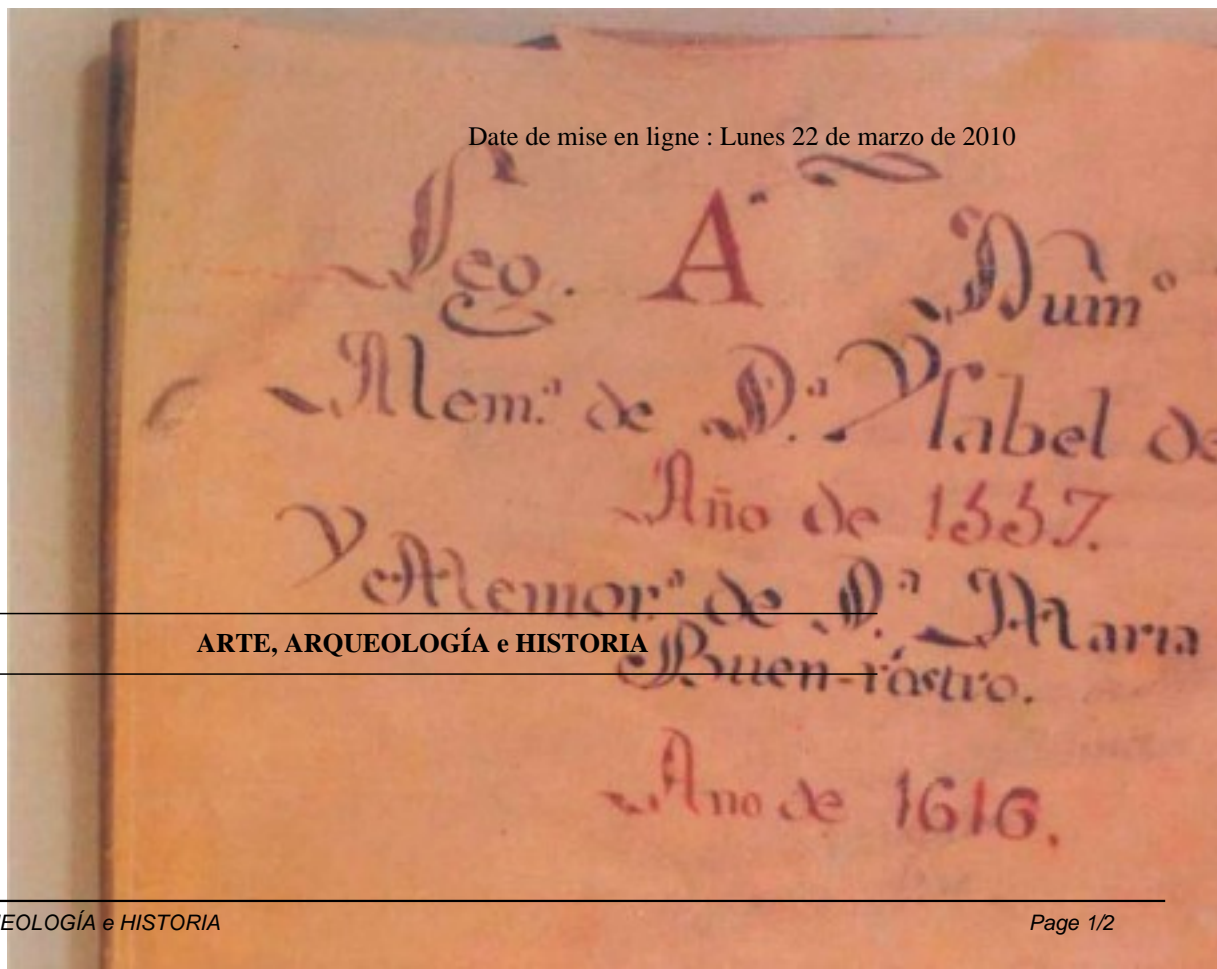 Date de mise en ligne : Lunes 22 de marzo de 2010
Leg. A. Num.º
Mem.ª de D.ª Ysabel de
Año de 1557.
Y Memor.ª de D.ª Maria
ARTE, ARQUEOLOGÍA e HISTORIA
Buen-rostro.
Año de 1616.
EOLOGÍA e HISTORIA Page 1/2